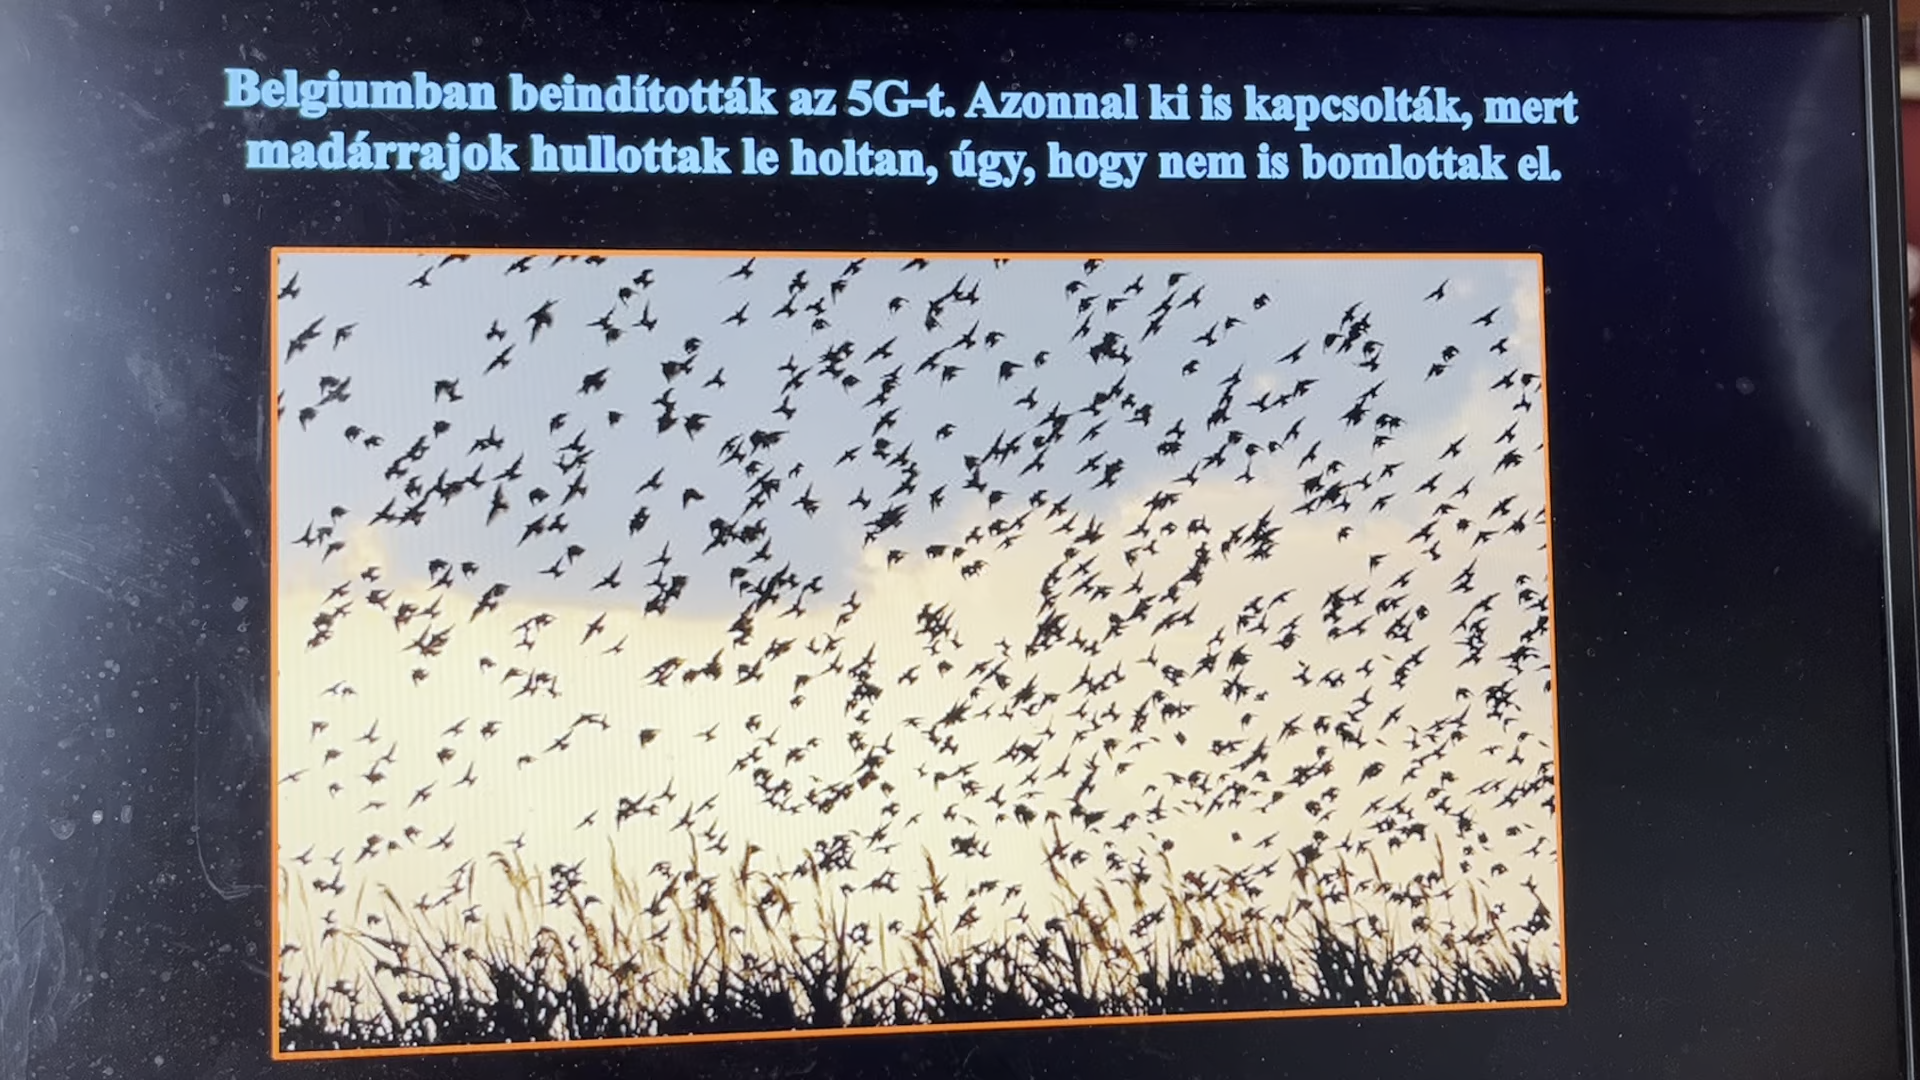 Belgiumban beindították az 5G-t. Azonnal ki is kapcsolták, mert
madárrajok hullottak le holtan, úgy, hogy nem is bomlottak el.